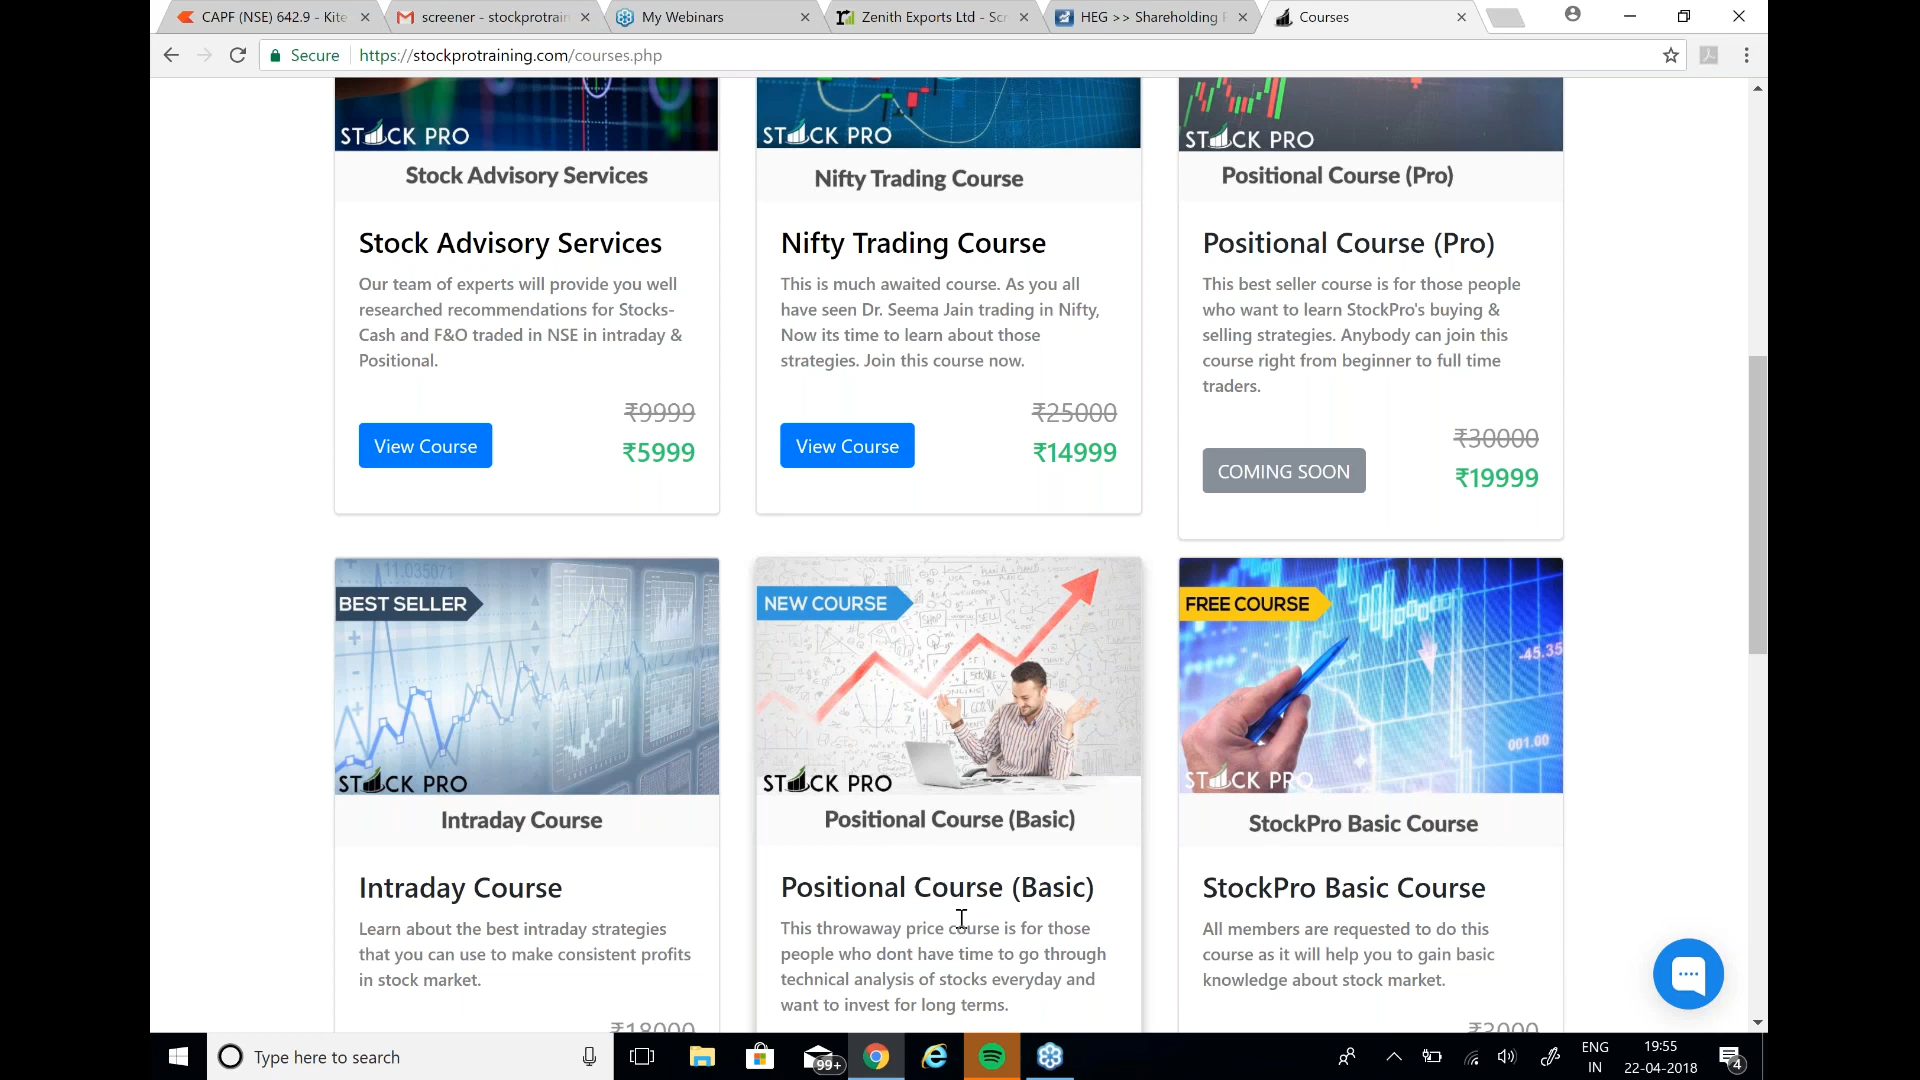 CAPF (NSE) 642.9 - Kite
screener - stockprotrain
My Webinars
Zenith Exports Ltd - Scr
HEG >> Shareholding P
Courses
Secure
https://stockprotraining.com/courses.php
STOCK PRO
Stock Advisory Services
Stock Advisory Services
Our team of experts will provide you well
researched recommendations for Stocks-
Cash and F&O traded in NSE in intraday &
Positional.
₹9999
View Course
₹5999
STOCK PRO
Nifty Trading Course
Nifty Trading Course
This is much awaited course. As you all
have seen Dr. Seema Jain trading in Nifty,
Now its time to learn about those
strategies. Join this course now.
₹25000
View Course
₹14999
STOCK PRO
Positional Course (Pro)
Positional Course (Pro)
This best seller course is for those people
who want to learn StockPro's buying &
selling strategies. Anybody can join this
course right from beginner to full time
traders.
₹30000
COMING SOON
₹19999
11.035071
BEST SELLER
STOCK PRO
Intraday Course
Intraday Course
Learn about the best intraday strategies
that you can use to make consistent profits
in stock market.
₹18000
NEW COURSE
STOCK PRO
Positional Course (Basic)
Positional Course (Basic)
This throwaway price course is for those
people who dont have time to go through
technical analysis of stocks everyday and
want to invest for long terms.
FREE COURSE
-45.35
001.00
STOCK PRO
StockPro Basic Course
StockPro Basic Course
All members are requested to do this
course as it will help you to gain basic
knowledge about stock market.
₹3000
Type here to search
99+
ENG
IN
19:55
22-04-2018
4